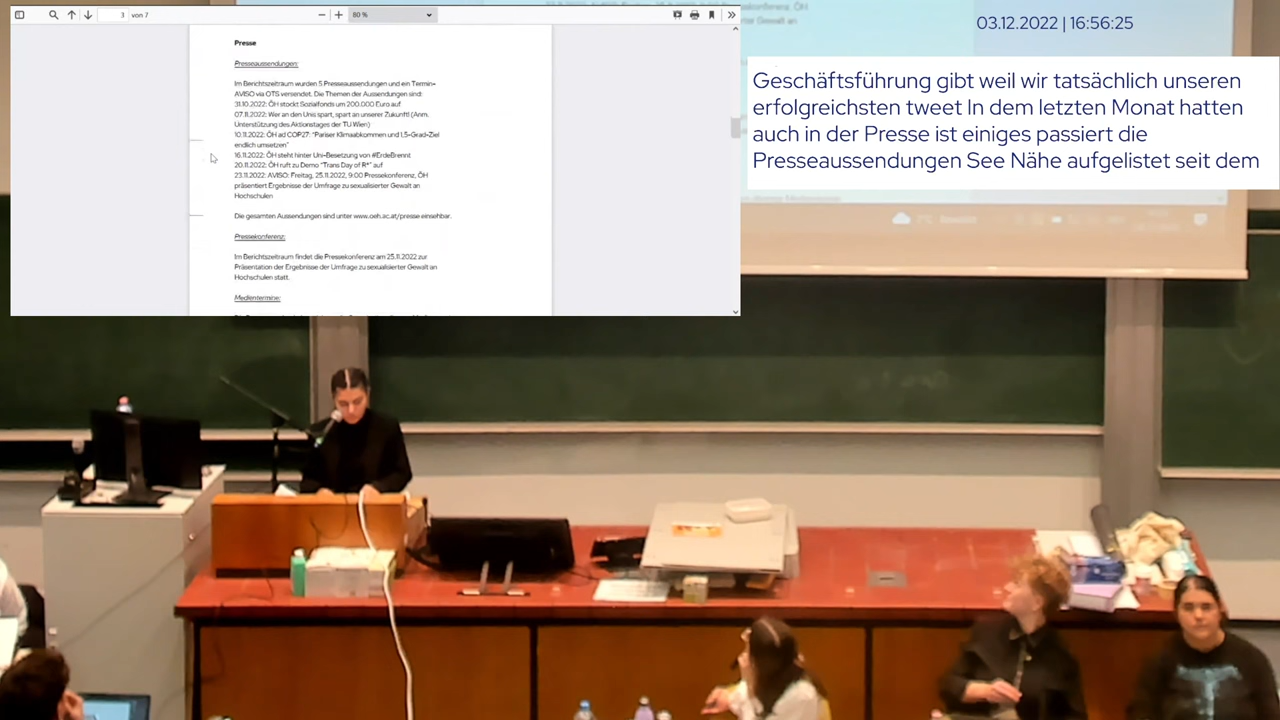 3 von 7
80 %
Presse
Presseaussendungen:
Im Berichtszeitraum wurden 5 Presseaussendungen und ein Termin-
AVISO via OTS versendet. Die Themen der Aussendungen sind:
31.10.2022: ÖH stockt Sozialfonds um 200.000 Euro auf
07.11.2022: Wer an den Unis spart, spart an unserer Zukunft! (Anm.
Unterstützung des Aktionstages der TU Wien)
10.11.2022: ÖH ad COP27: "Pariser Klimaabkommen und 1,5-Grad-Ziel
endlich umsetzen"
16.11.2022: ÖH steht hinter Uni-Besetzung von #ErdeBrennt
20.11.2022: ÖH ruft zu Demo "Trans Day of R*" auf
23.11.2022: AVISO: Freitag, 25.11.2022, 9:00 Pressekonferenz, ÖH
präsentiert Ergebnisse der Umfrage zu sexualisierter Gewalt an
Hochschulen
Die gesamten Aussendungen sind unter www.oeh.ac.at/presse einsehbar.
Pressekonferenz:
Im Berichtszeitraum findet die Pressekonferenz am 25.11.2022 zur
Präsentation der Ergebnisse der Umfrage zu sexualisierter Gewalt an
Hochschulen statt.
Medientermine:
03.12.2022 | 16:56:25
Geschäftsführung gibt weil wir tatsächlich unseren
erfolgreichsten tweet In dem letzten Monat hatten
auch in der Presse ist einiges passiert die
Presseaussendungen See Nähe aufgelistet seit dem